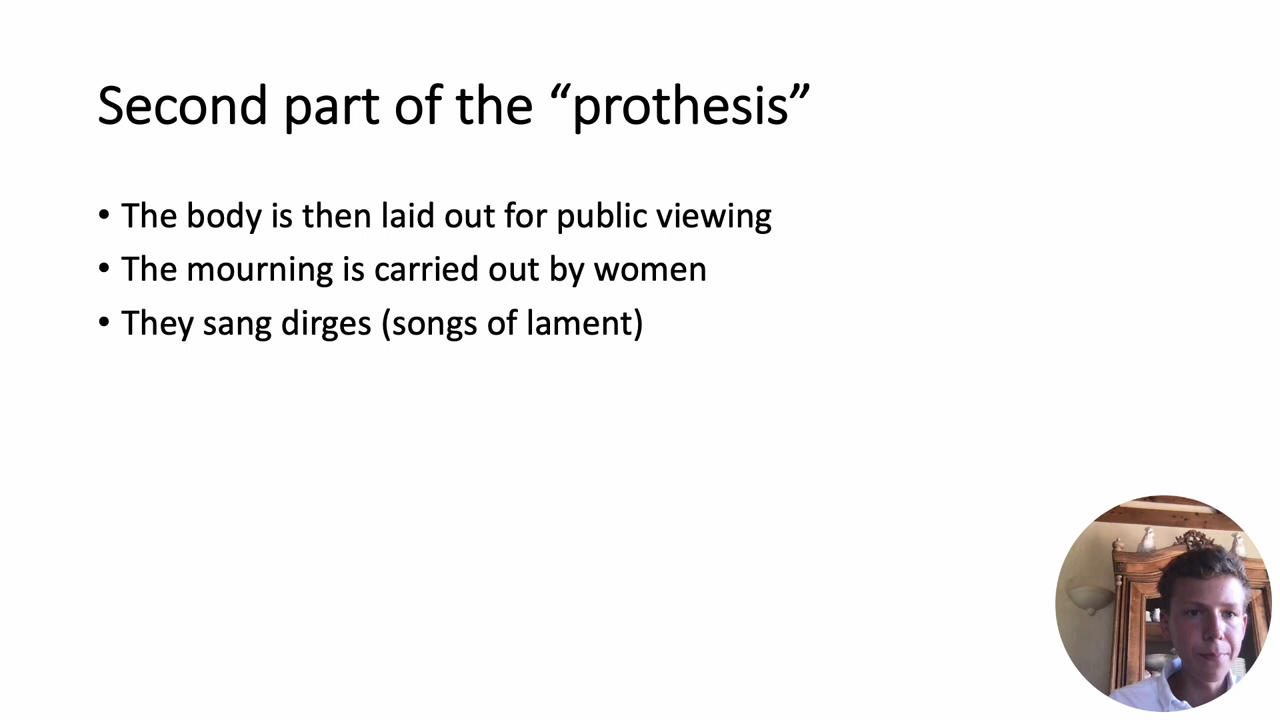 Second part of the “prothesis”
• The body is then laid out for public viewing
• The mourning is carried out by women
• They sang dirges (songs of lament)